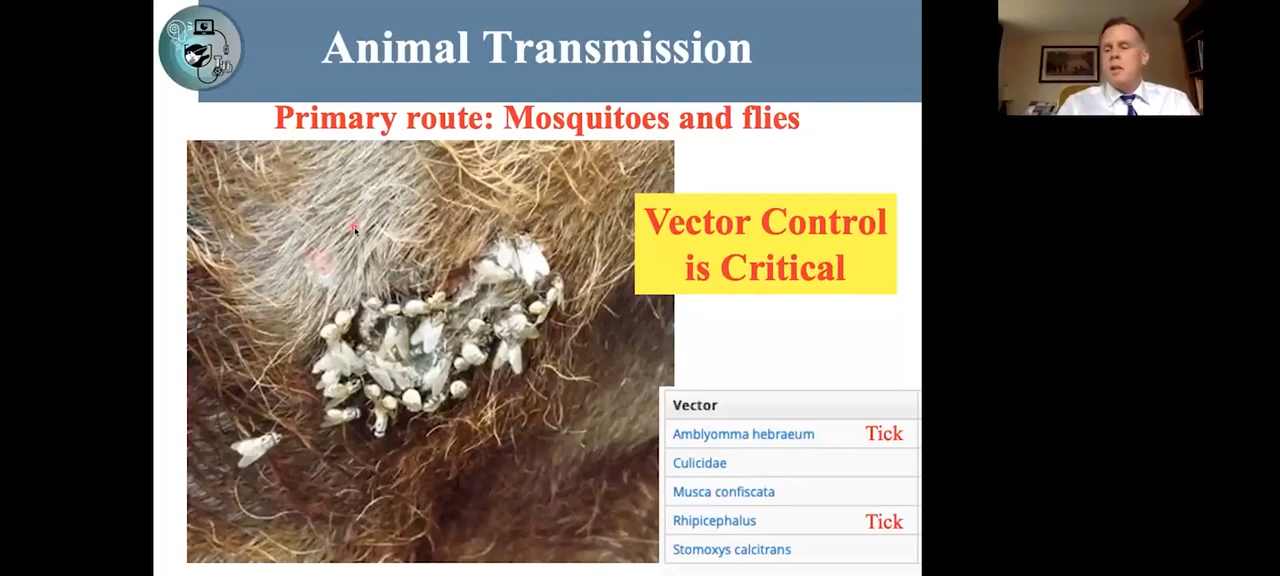 Animal Transmission
Primary route: Mosquitoes and flies
Vector Control
is Critical
Vector
Amblyomma hebraeum Tick
Culicidae
Musca confiscata
Rhipicephalus Tick
Stomoxys calcitrans